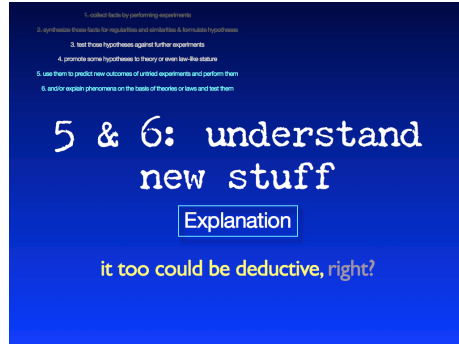 1. collect facts by performing experiments
2. synthesize those facts for regularities and similarities & formulate hypotheses
3. test those hypotheses against further experiments
4. promote some hypotheses to theory or even law-like stature
5. use them to predict new outcomes of untried experiments and perform them
6. and/or explain phenomena on the basis of theories or laws and test them
5 & 6: understand
new stuff
Explanation
it too could be deductive, right?